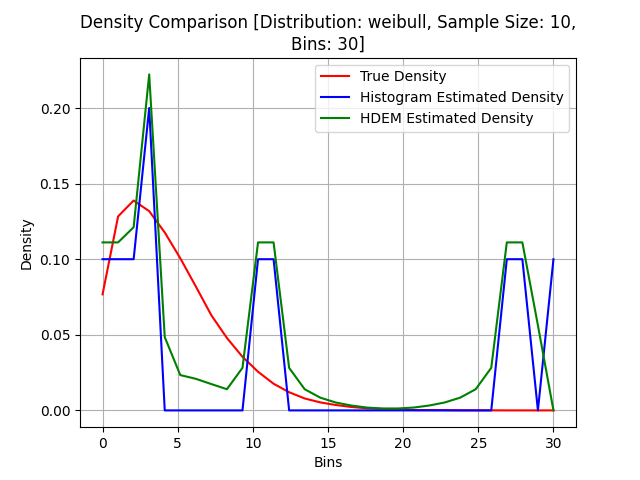 Density Comparison [Distribution: weibull, Sample Size: 10,
Bins: 30]
True Density
Histogram Estimated Density
HDEM Estimated Density
Density
0.20
0.15
0.10
0.05
0.00
0 5 10 15 20 25 30
Bins